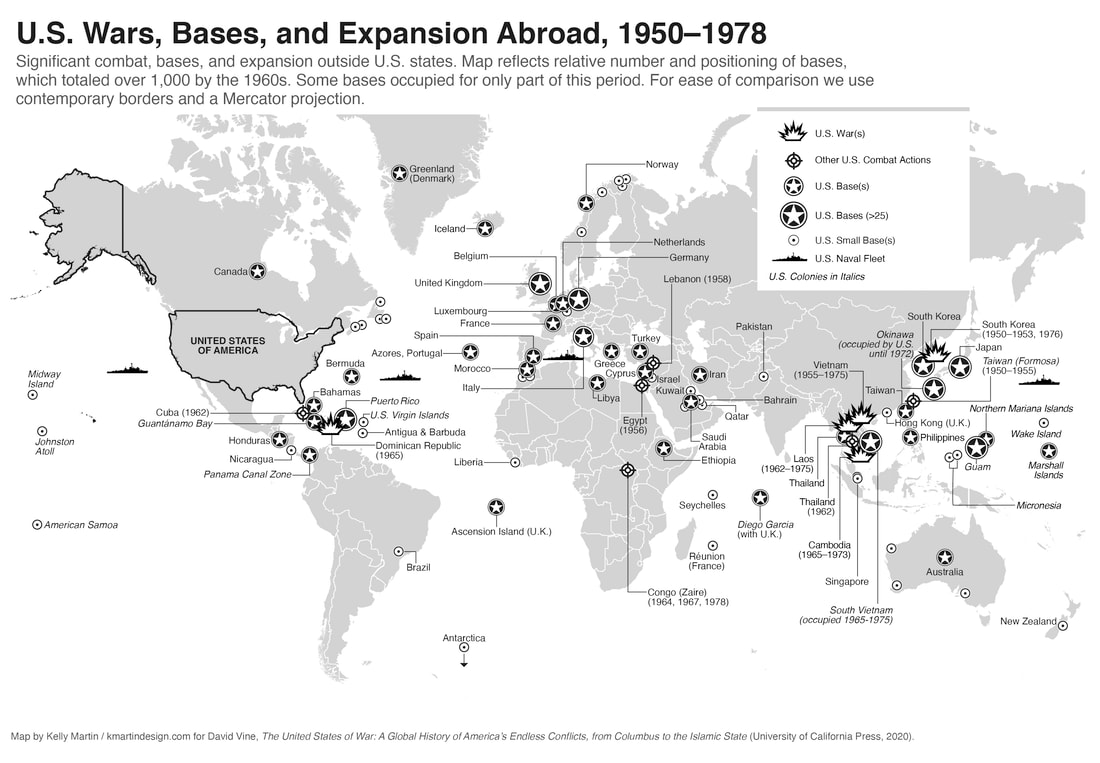 U.S. Wars, Bases, and Expansion Abroad, 1950–1978
Significant combat, bases, and expansion outside U.S. states. Map reflects relative number and positioning of bases,
which totaled over 1,000 by the 1960s. Some bases occupied for only part of this period. For ease of comparison we use
contemporary borders and a Mercator projection.
U.S. War(s)
Other U.S. Combat Actions
U.S. Base(s)
U.S. Bases (>25)
U.S. Small Base(s)
U.S. Naval Fleet
U.S. Colonies in Italics
Greenland
(Denmark)
Norway
Iceland
Netherlands
Belgium
Germany
Canada
United Kingdom
Lebanon (1958)
Luxembourg
France
Spain
Azores, Portugal
Morocco
Italy
UNITED STATES
OF AMERICA
Bermuda
Bahamas
Midway
Island
Johnston
Atoll
Cuba (1962)
Guantánamo Bay
Puerto Rico
U.S. Virgin Islands
Antigua & Barbuda
Dominican Republic
(1965)
Honduras
Nicaragua
Panama Canal Zone
Turkey
Greece
Cyprus
Israel
Libya
Egypt
(1956)
Kuwait
Iran
Pakistan
Bahrain
Qatar
Saudi
Arabia
Ethiopia
Liberia
South Korea
South Korea
(1950–1953, 1976)
Okinawa
(occupied by U.S.
until 1972)
Japan
Taiwan (Formosa)
(1950–1955)
Vietnam
(1955–1975)
Taiwan
Hong Kong (U.K.)
Philippines
Northern Mariana Islands
Wake Island
Guam
Marshall
Islands
Micronesia
Laos
(1962–1975)
Thailand
Thailand
(1962)
Cambodia
(1965–1973)
Singapore
South Vietnam
(occupied 1965-1975)
American Samoa
Ascension Island (U.K.)
Seychelles
Diego Garcia
(with U.K.)
Réunion
(France)
Brazil
Congo (Zaire)
(1964, 1967, 1978)
Australia
New Zealand
Antarctica
Map by Kelly Martin / kmartindesign.com for David Vine, The United States of War: A Global History of America's Endless Conflicts, from Columbus to the Islamic State (University of California Press, 2020).